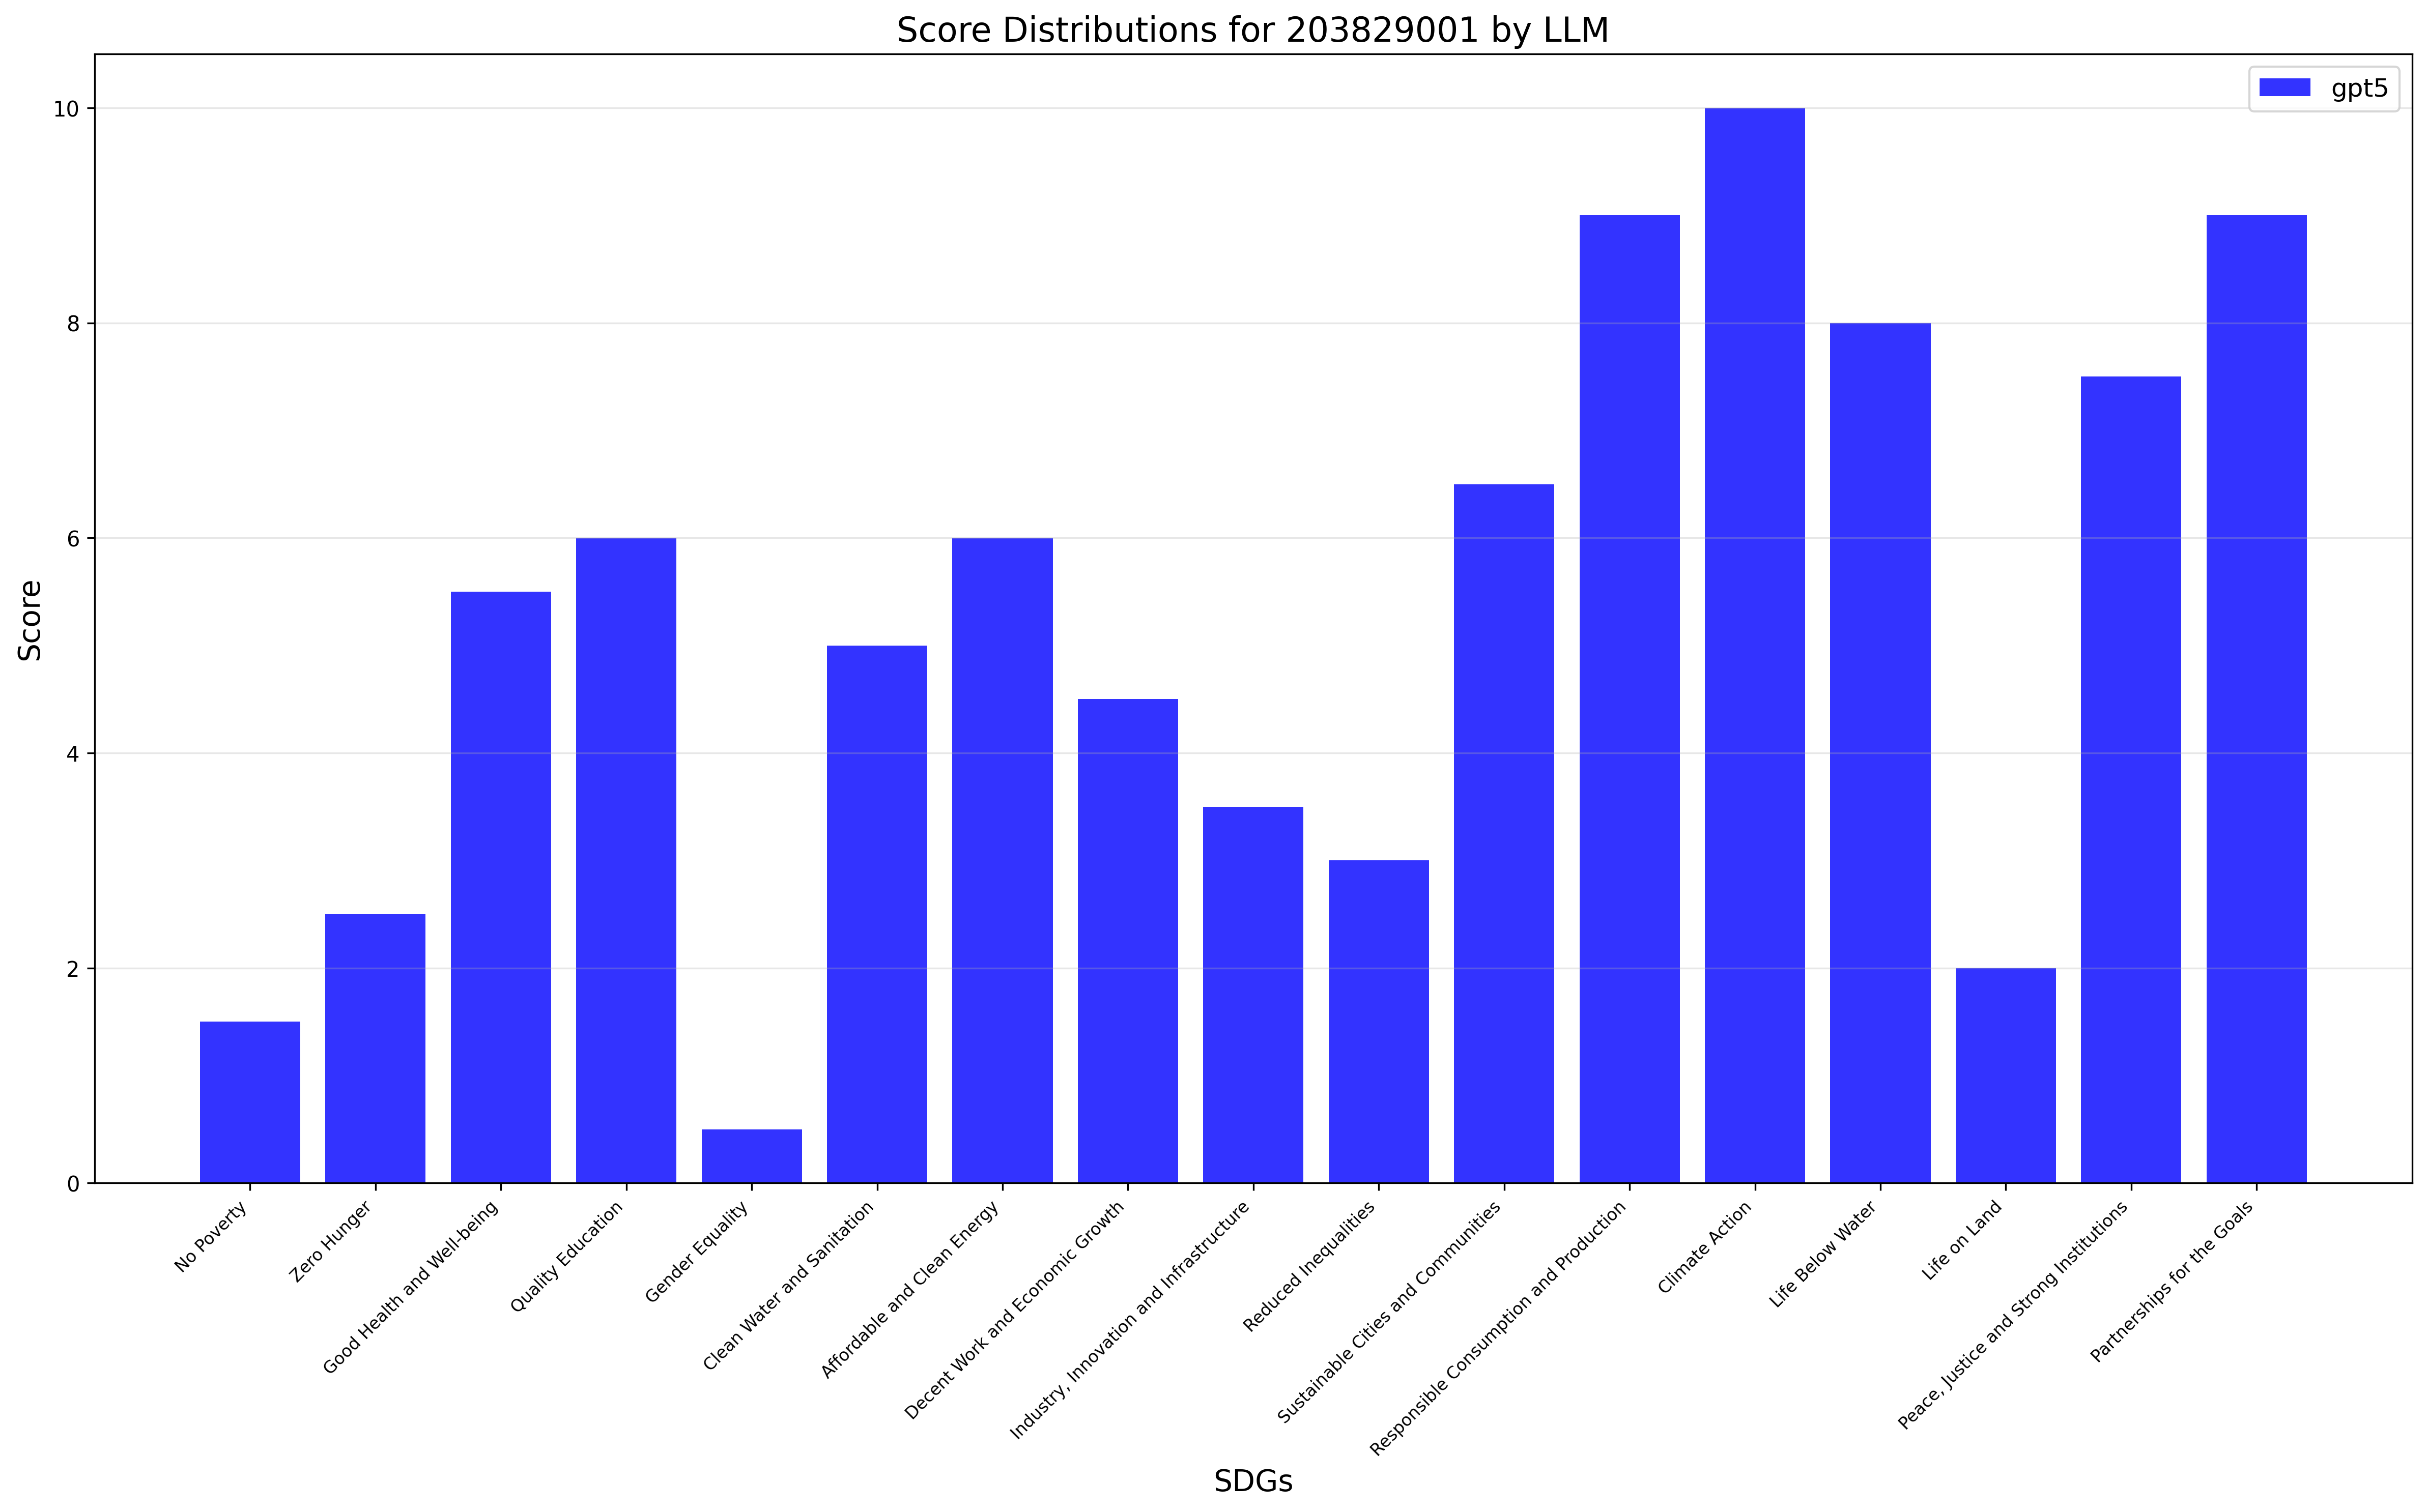 Score Distributions for 203829001 by LLM
gpt5
Score
10
8
6
4
2
0
No Poverty
Zero Hunger
Good Health and Well-being
Quality Education
Gender Equality
Clean Water and Sanitation
Affordable and Clean Energy
Decent Work and Economic Growth
Industry, Innovation and Infrastructure
Reduced Inequalities
Sustainable Cities and Communities
Responsible Consumption and Production
Climate Action
Life Below Water
Life on Land
Peace, Justice and Strong Institutions
Partnerships for the Goals
SDGs